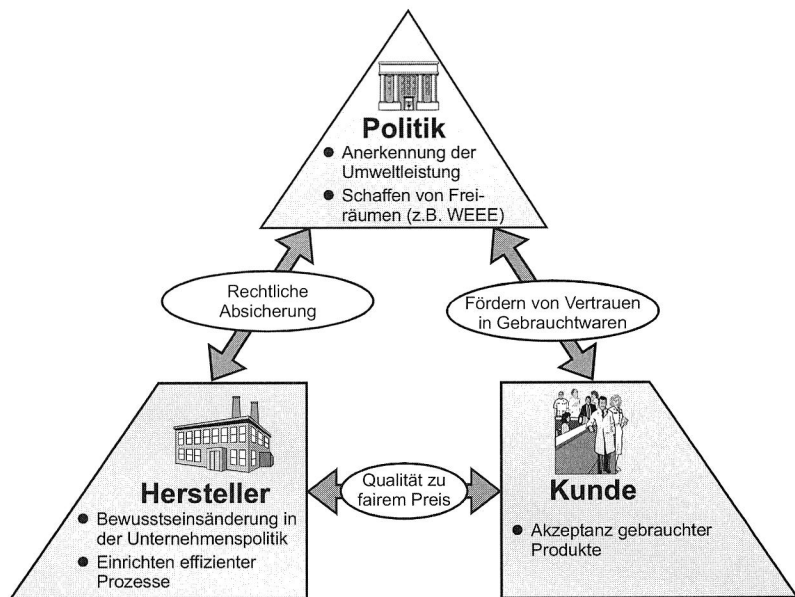 Politik
● Anerkennung der
Umweltleistung
● Schaffen von Frei-
räumen (z.B. WEEE)
Rechtliche
Absicherung
Fördern von Vertrauen
in Gebrauchtwaren
Hersteller
● Bewusstseinsänderung in
der Unternehmenspolitik
● Einrichten effizienter
Prozesse
Qualität zu
fairem Preis
Kunde
● Akzeptanz gebrauchter
Produkte